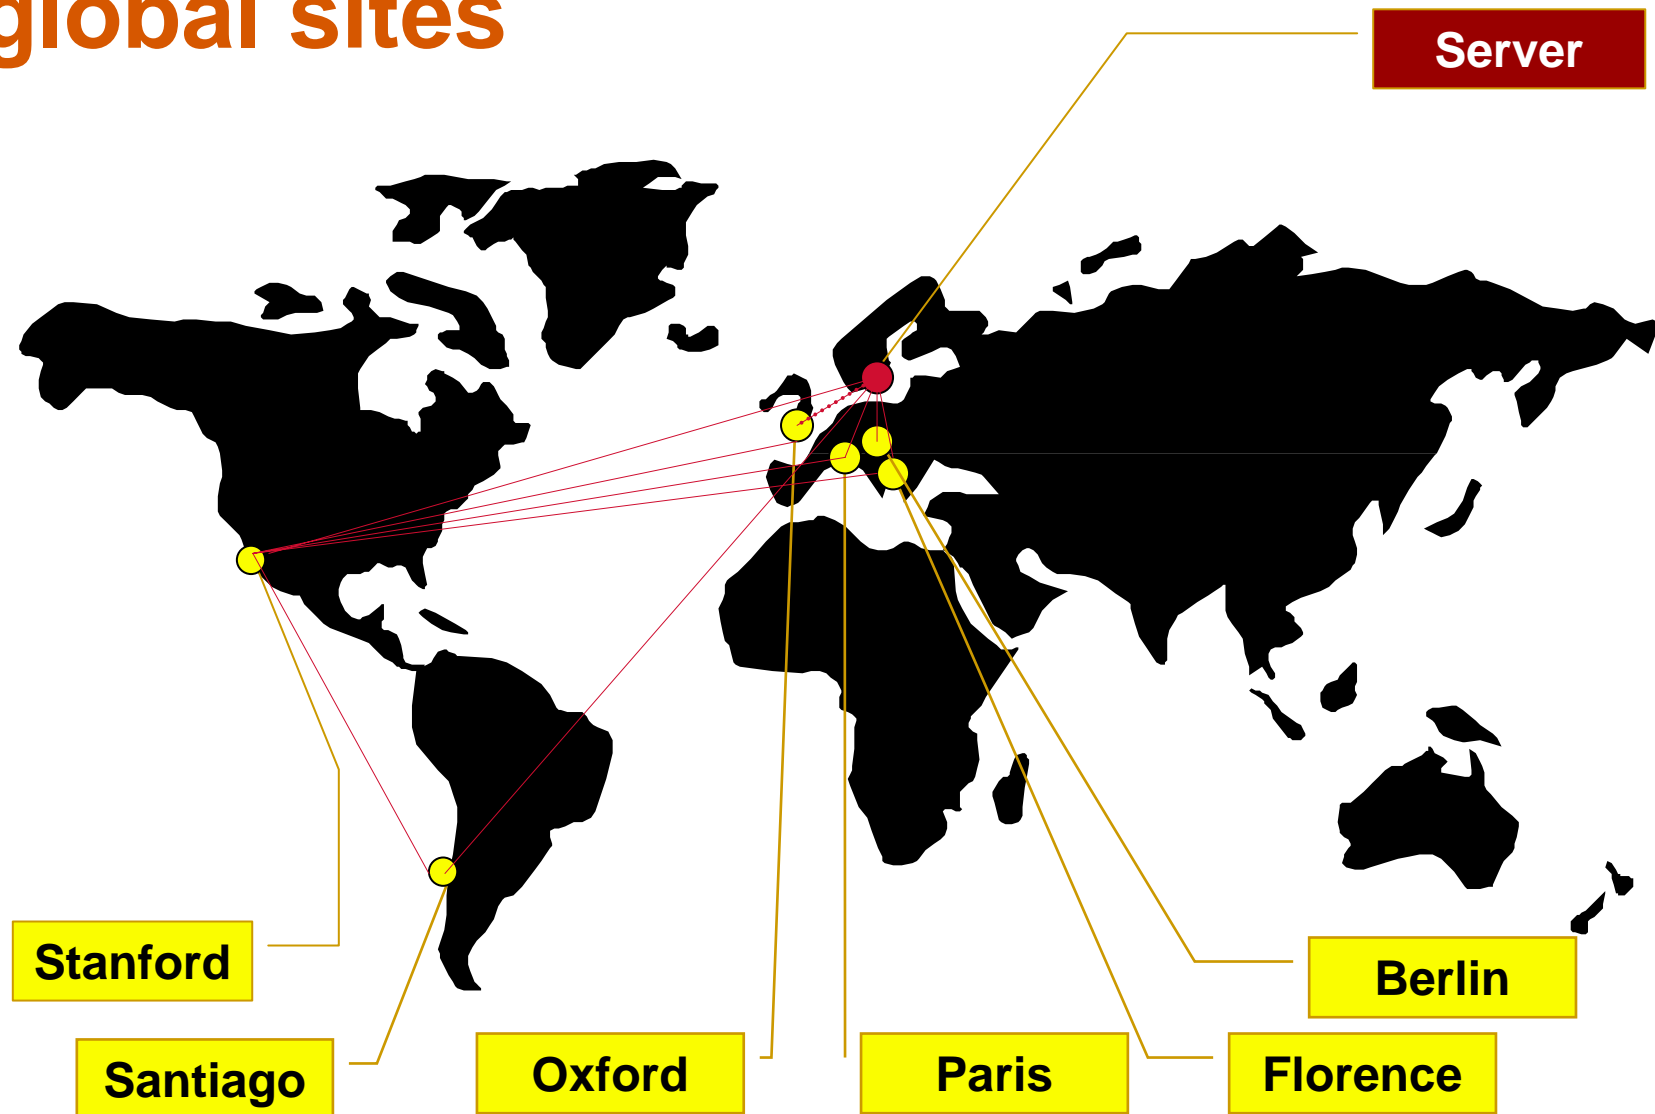 global sites
Server
Stanford
Berlin
Santiago
Oxford
Paris
Florence